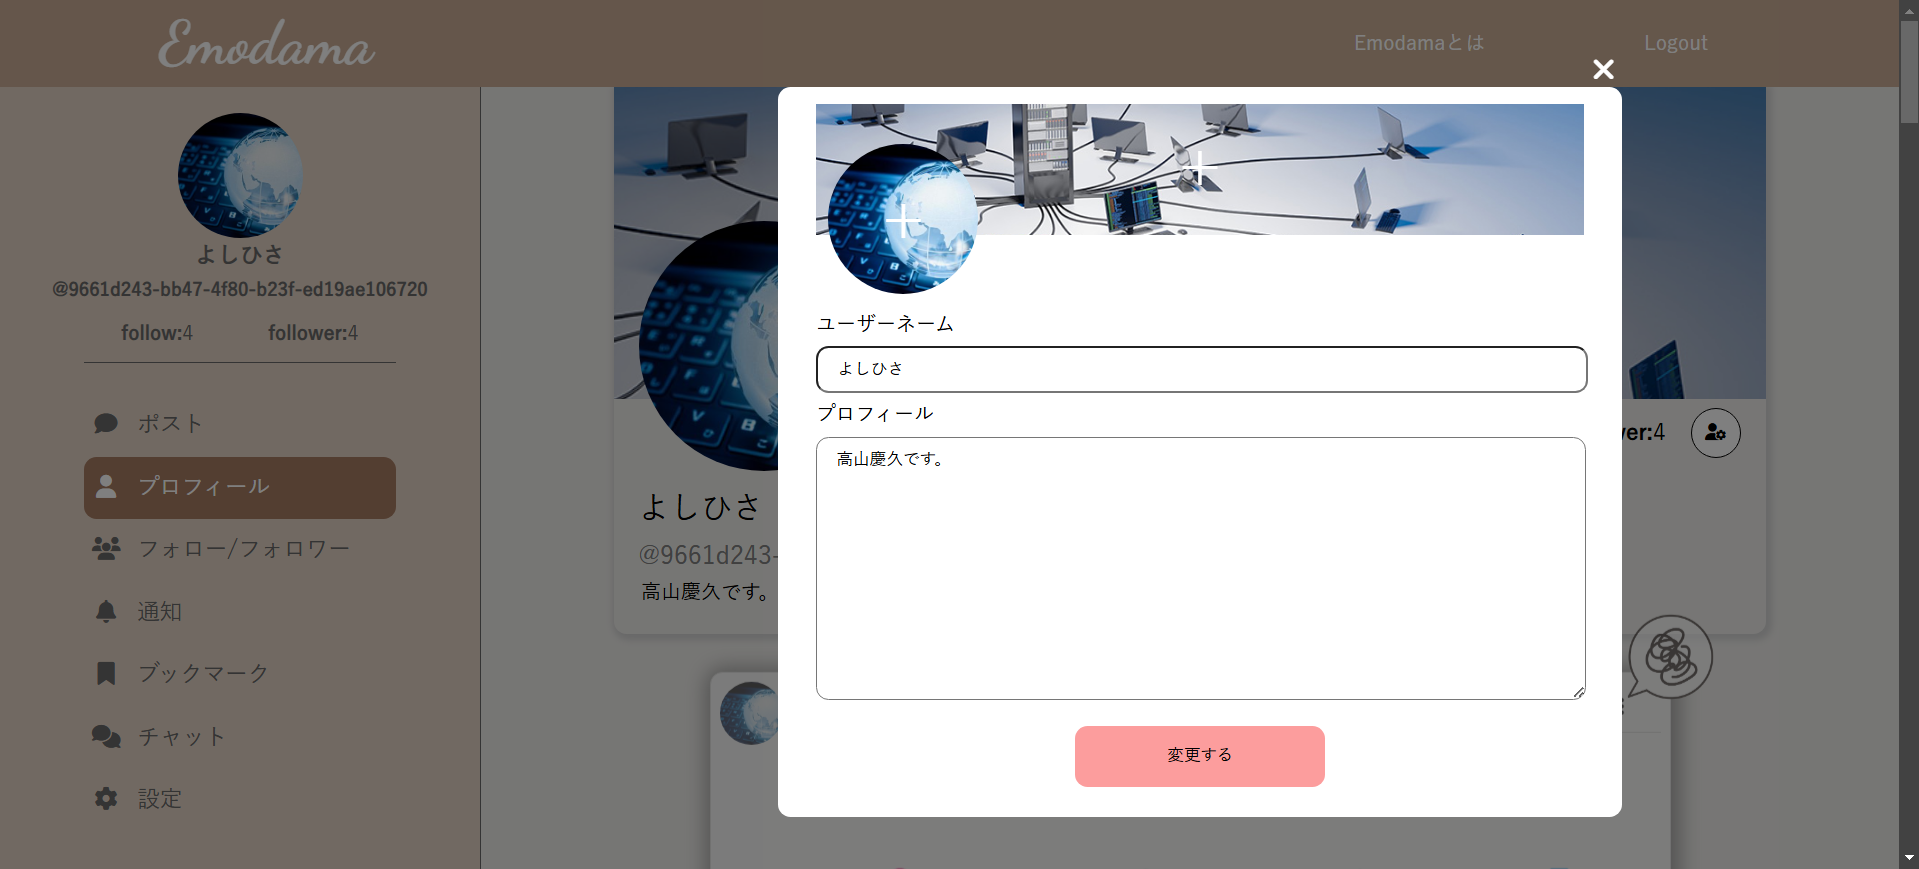 Emodama
Emodamaとは
Logout
よしひさ
@9661d243-bb47-4f80-b23f-ed19ae106720
follow:4
follower:4
ポスト
プロフィール
フォロー/フォロワー
通知
ブックマーク
チャット
設定
よしひさ
@9661d243-
高山慶久です。
wer:4
ユーザーネーム
よしひさ
プロフィール
高山慶久です。
変更する